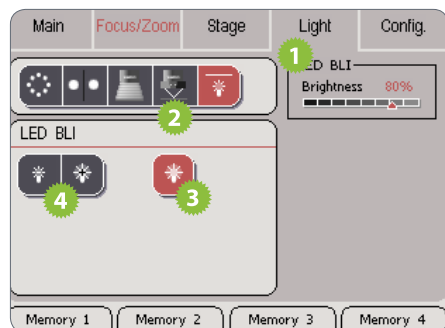 Main Focus/Zoom Stage Light Config.
1
LED BLI
Brightness 80%
2
LED BLI
3
4
Memory 1 Memory 2 Memory 3 Memory 4